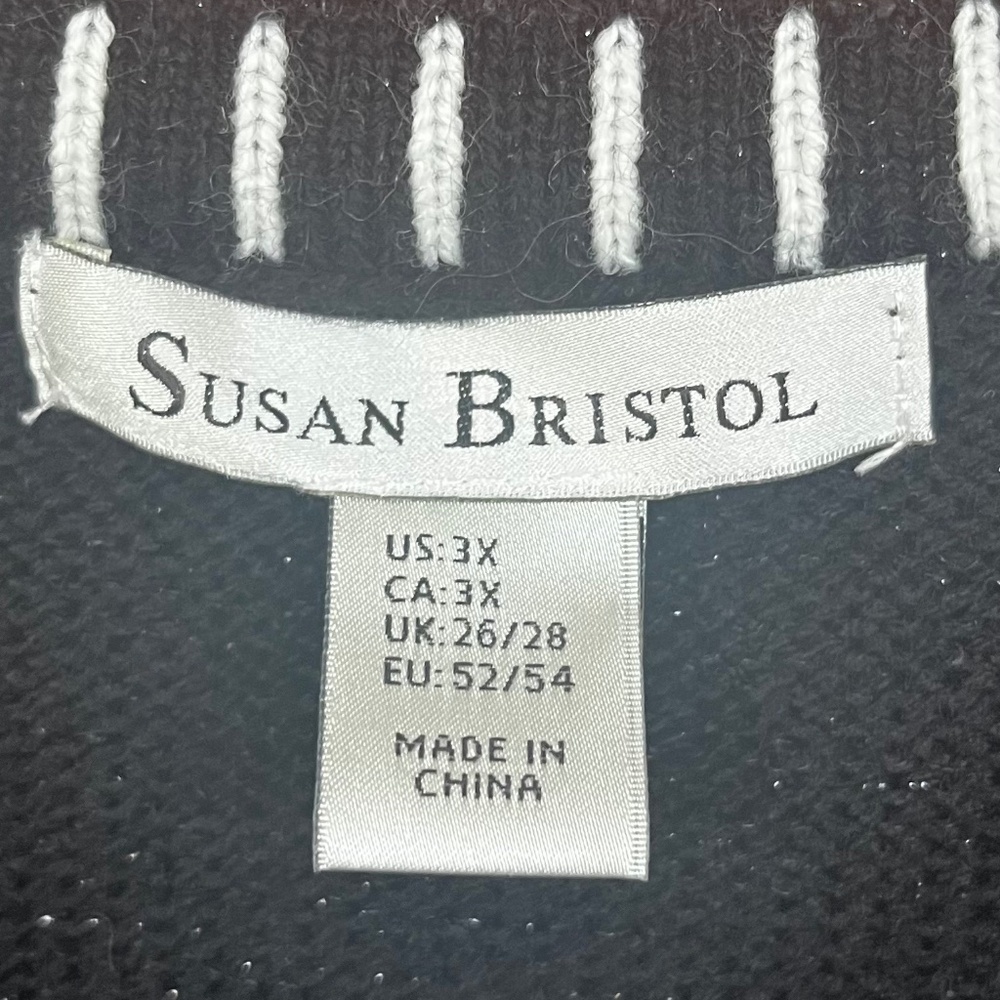 SUSAN BRISTOL
US: 3X
CA: 3X
UK: 26/28
EU: 52/54
MADE IN
CHINA